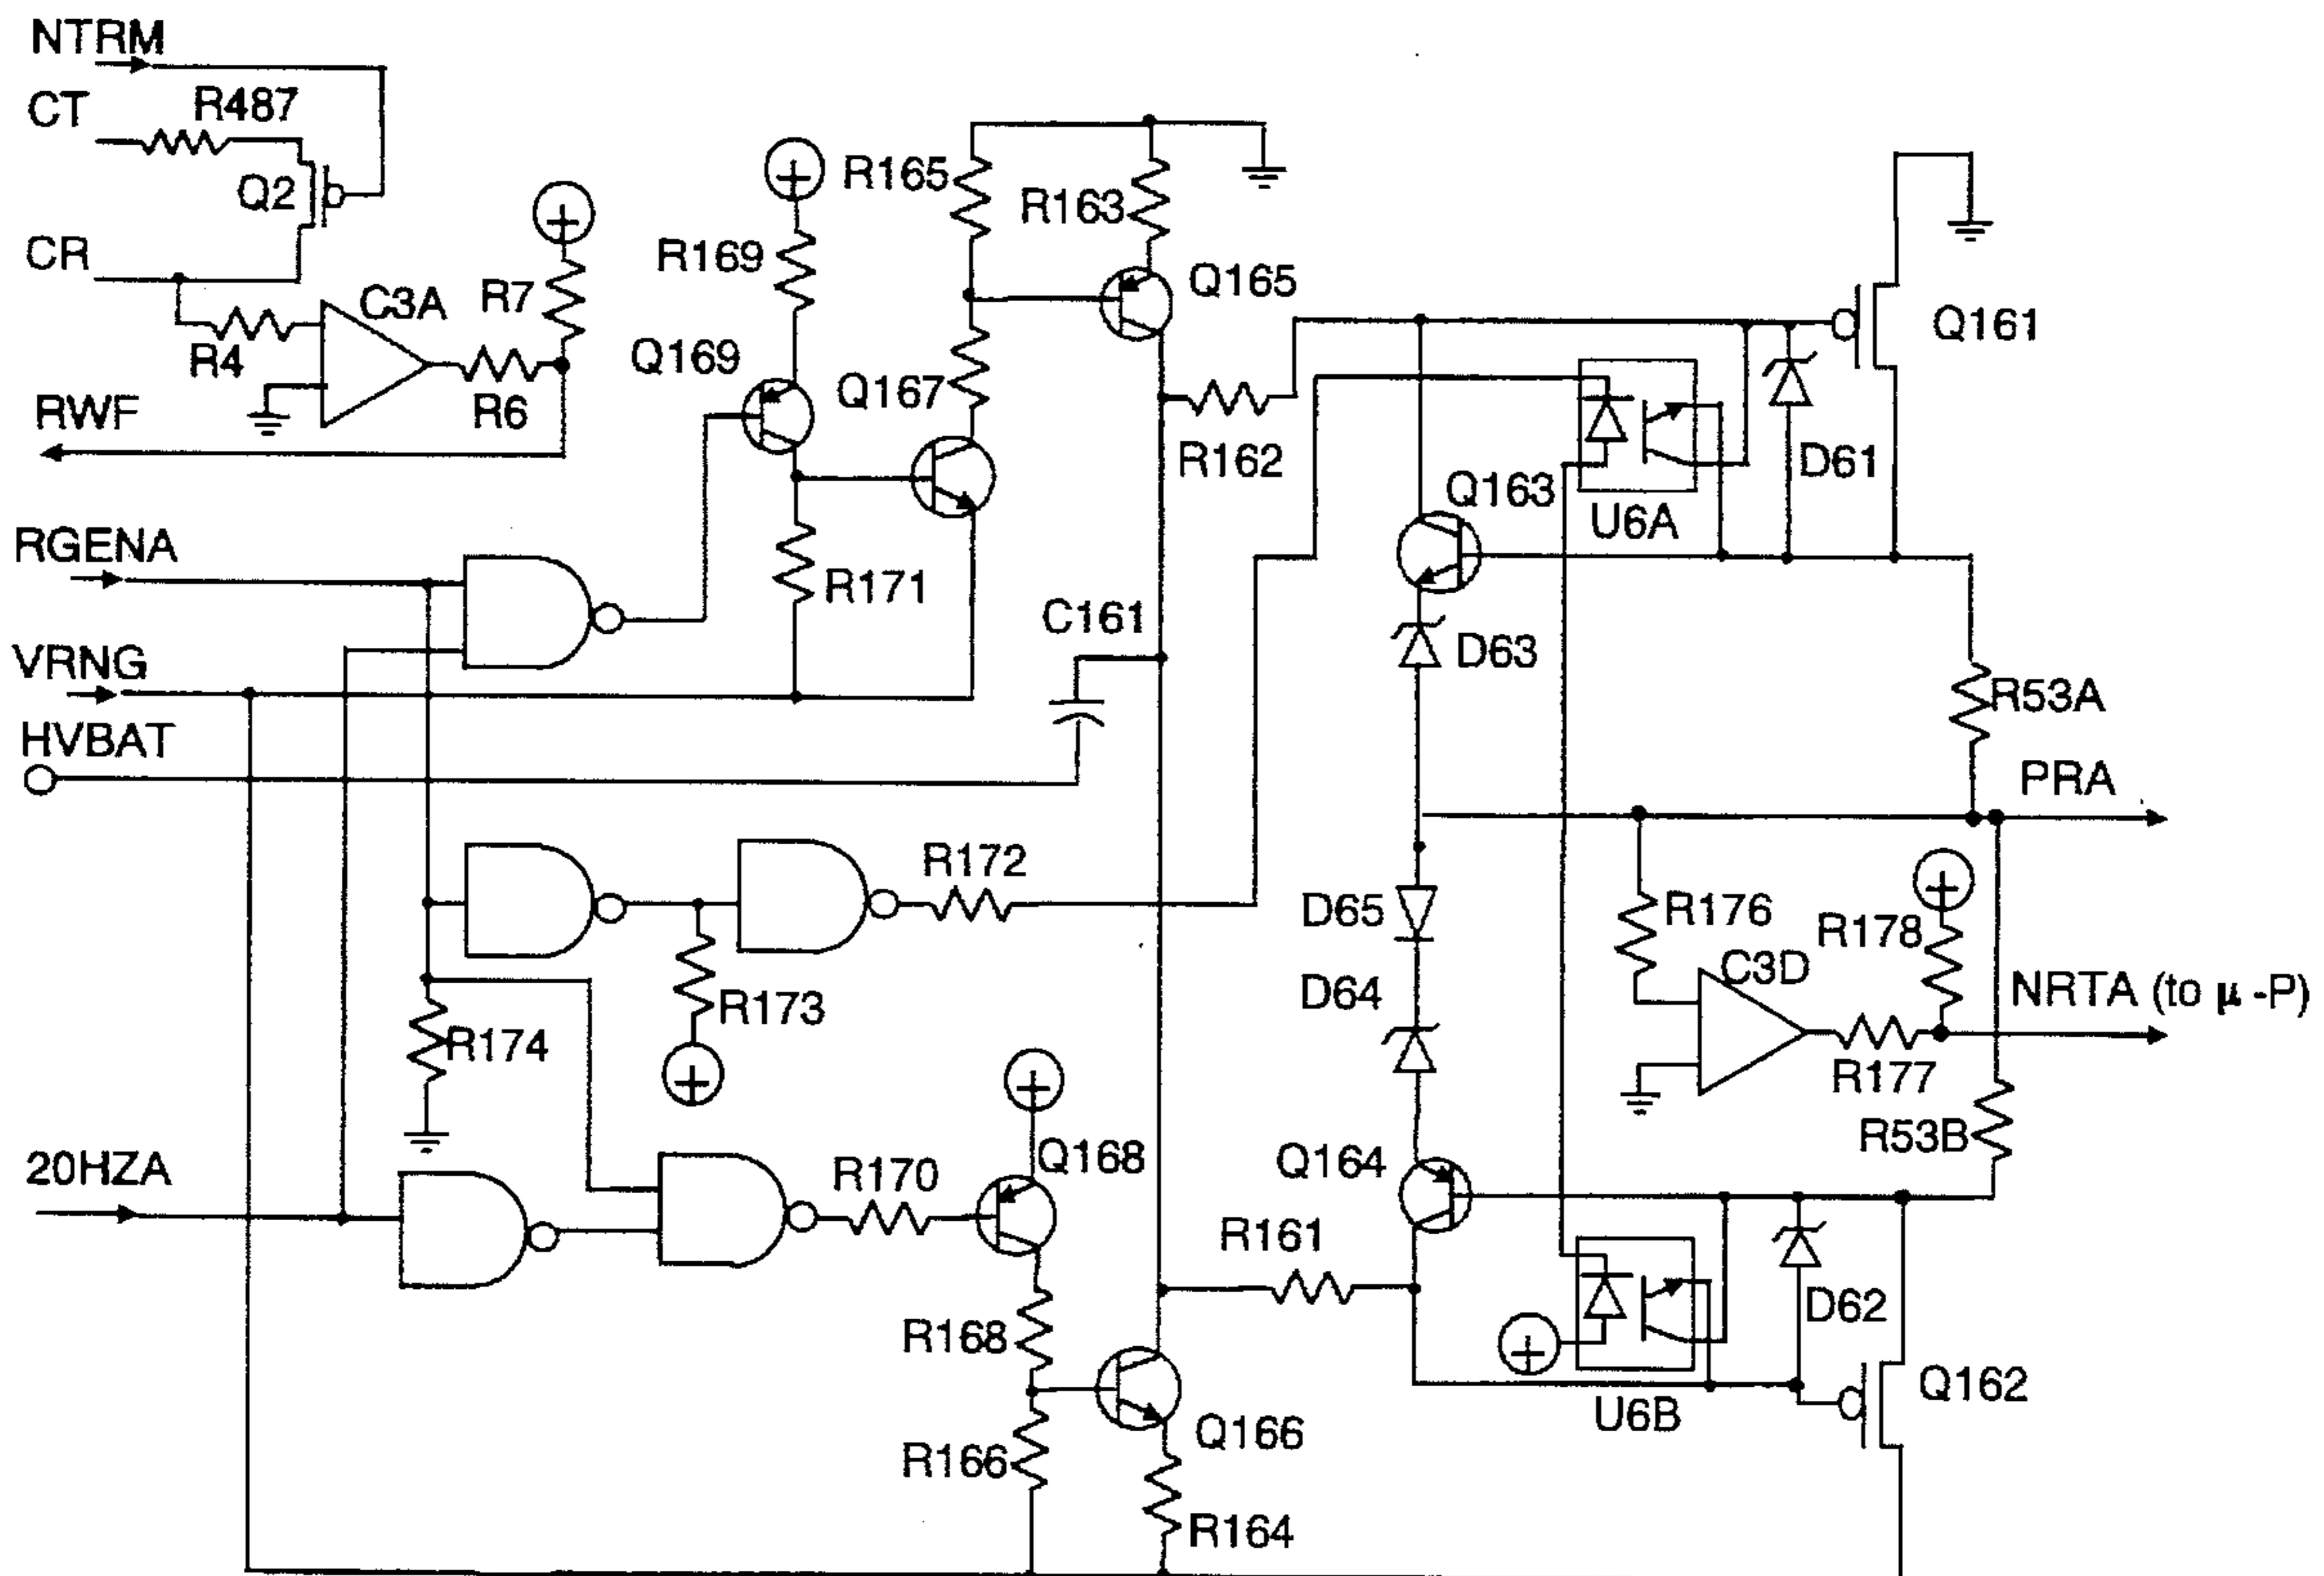 NTRM
CT
R487
Q2
CR
C3A
R4
R7
R6
RWF
R169
R165
R163
Q165
Q169
Q167
R162
Q161
D61
U6A
Q163
RGENA
R171
C161
VRNG
D63
R53A
HVBAT
PRA
R172
D65
R176
R178
C3D
D64
NRTA (to μ -P)
R173
R174
R177
R53B
20HZA
R170
Q168
Q164
R161
D62
R168
Q162
U6B
Q166
R166
R164